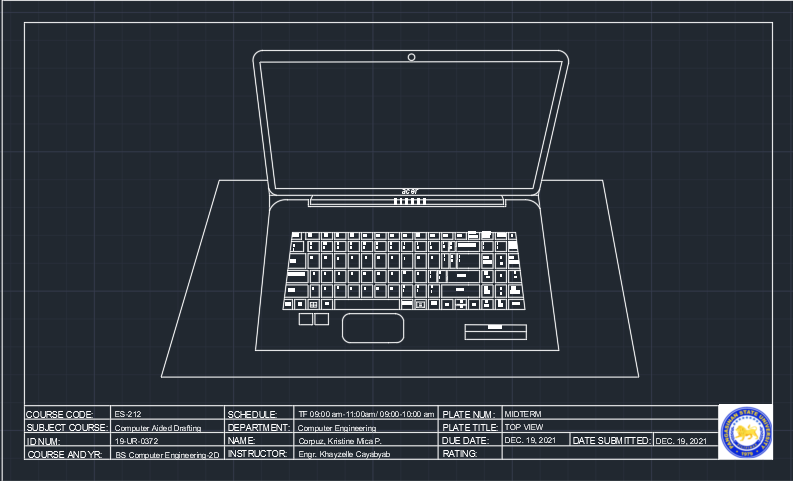 acer
COURSE CODE: ES-212 SCHEDULE: TF 09:00 am-11:00am/ 09:00-10:00 am PLATE NUM: MIDTERM
SUBJECT COURSE: Computer Aided Drafting DEPARTMENT: Computer Engineering PLATE TITLE: TOP VIEW
ID NUM: 19-UR-0372 NAME: Corpuz, Kristine Mica P. DUE DATE: DEC. 19, 2021 DATE SUBMITTED: DEC. 19, 2021
COURSE AND YR: BS Computer Engineering-2D INSTRUCTOR: Engr. Khayzelle Cayabyab RATING:
PANGASINAN STATE UNIVERSITY
1979